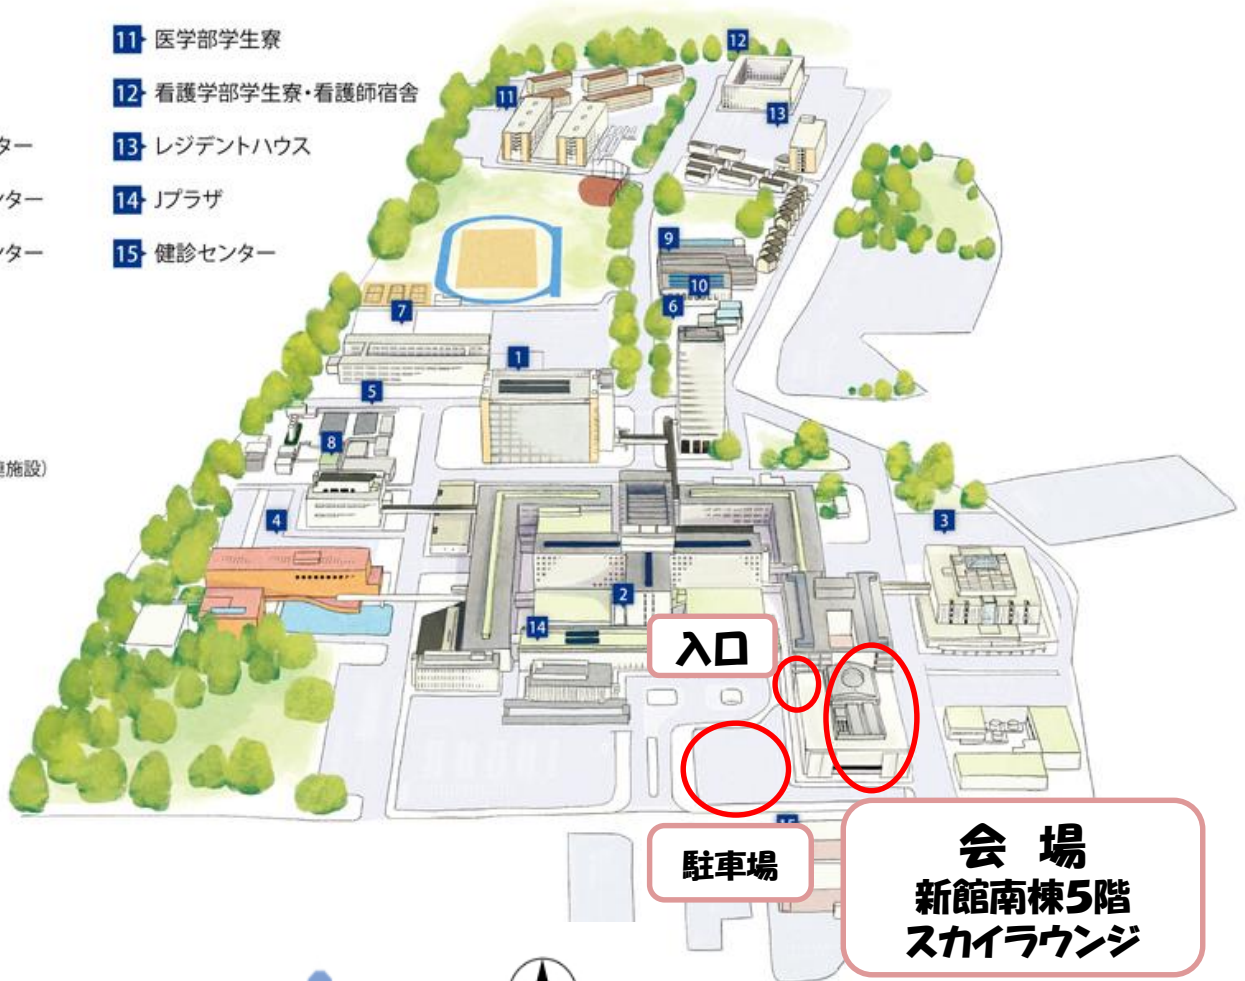 11 医学部学生寮
12 看護学部学生寮・看護師宿舎
ター
13 レジデントハウス
ンター
14 Jプラザ
ンター
15 健診センター
施設)
12
11
13
9
10
6
7
1
5
8
4
3
2
14
入口
15
駐車場
会 場
新館南棟5階
スカイラウンジ